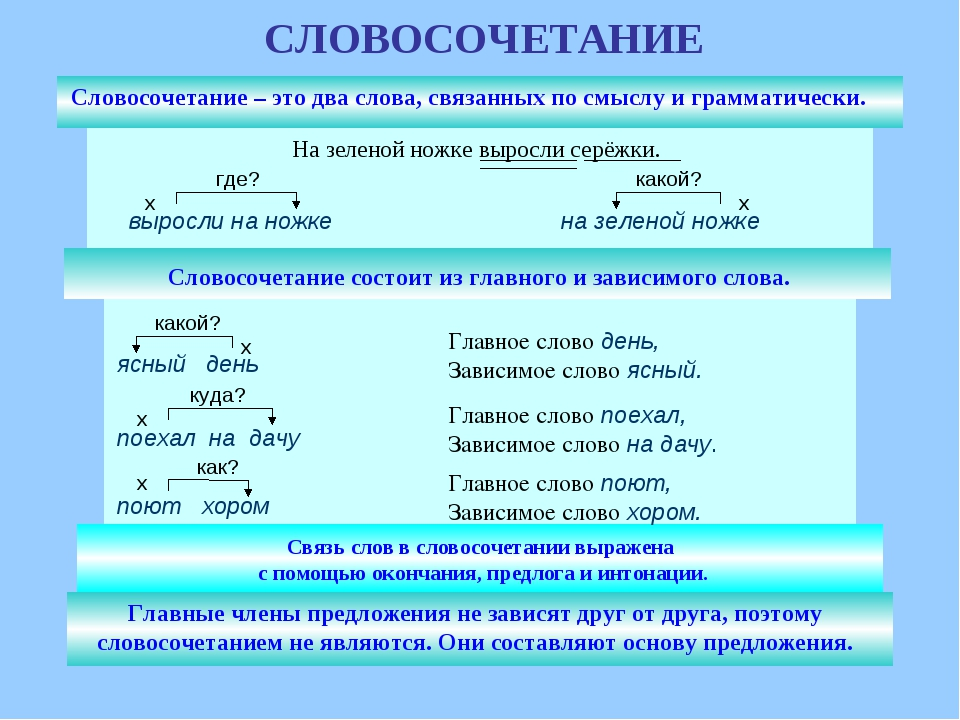 СЛОВОСОЧЕТАНИЕ
Словосочетание – это два слова, связанных по смыслу и грамматически.
На зеленой ножке выросли серёжки.
где?
х
выросли на ножке
какой?
х
на зеленой ножке
Словосочетание состоит из главного и зависимого слова.
какой?
х
ясный день
Главное слово день,
Зависимое слово ясный.
куда?
х
поехал на дачу
Главное слово поехал,
Зависимое слово на дачу.
как?
х
поют хором
Главное слово поют,
Зависимое слово хором.
Связь слов в словосочетании выражена
с помощью окончания, предлога и интонации.
Главные члены предложения не зависят друг от друга, поэтому
словосочетанием не являются. Они составляют основу предложения.